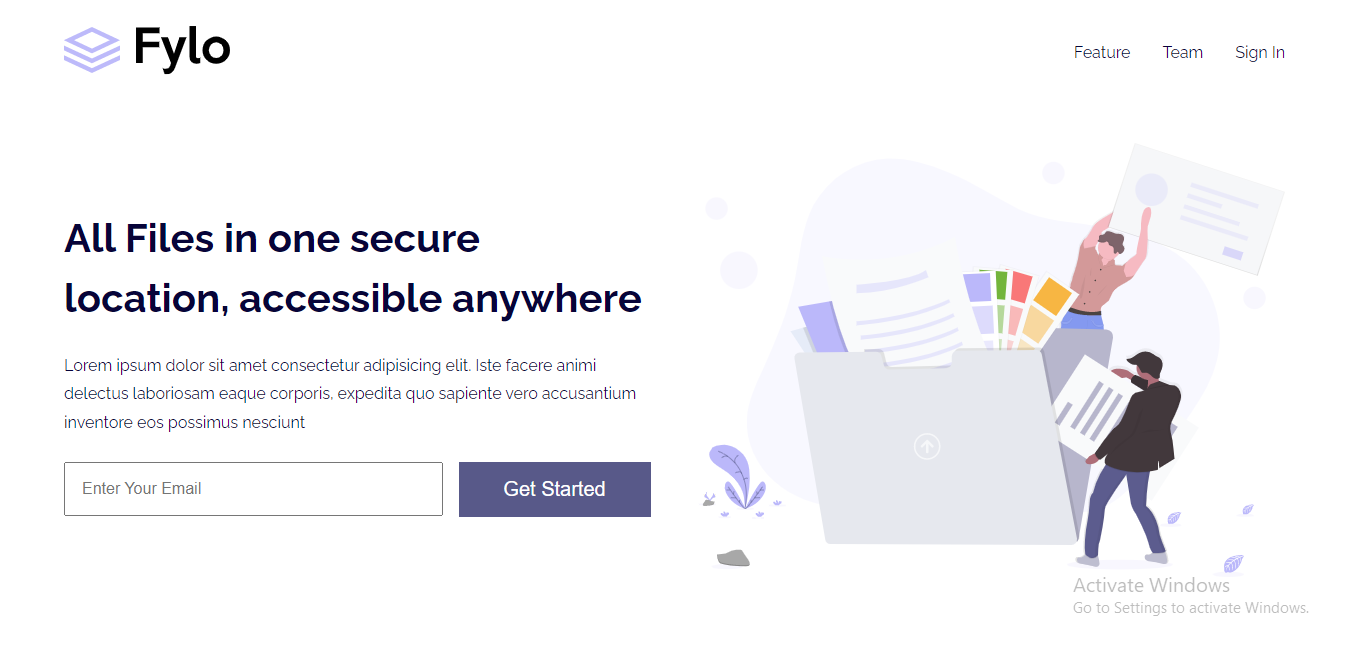 Fylo
Feature
Team
Sign In
All Files in one secure
location, accessible anywhere
Lorem ipsum dolor sit amet consectetur adipisicing elit. Iste facere animi
delectus laboriosam eaque corporis, expedita quo sapiente vero accusantium
inventore eos possimus nesciunt
Enter Your Email
Get Started
Activate Windows
Go to Settings to activate Windows.